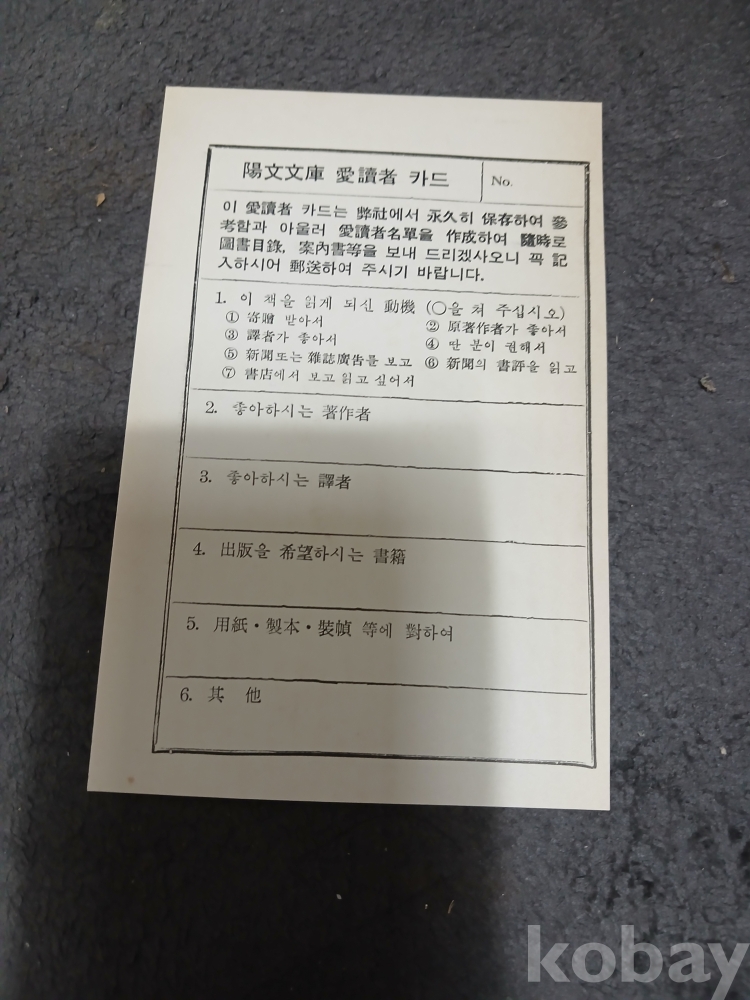 陽文文庫 愛讀者 카드
No.
이 愛讀者 카드는 弊社에서 永久히 保存하여 參
考함과 아울러 愛讀者名單을 作成하여 隨時로
圖書目錄, 案內書等을 보내 드리겠사오니 꼭 記
入하시어 郵送하여 주시기 바랍니다.
1. 이 책을 읽게 되신 動機 (○을 쳐 주십시오)
① 寄贈 받아서 ② 原著作者가 좋아서
③ 譯者가 좋아서 ④ 딴 분이 권해서
⑤ 新聞또는 雜誌廣告를 보고 ⑥ 新聞의 書評을 읽고
⑦ 書店에서 보고 읽고 싶어서
2. 좋아하시는 著作者
3. 좋아하시는 譯者
4. 出版을 希望하시는 書籍
5. 用紙·製本·裝幀 等에 對하여
6. 其 他
kobay